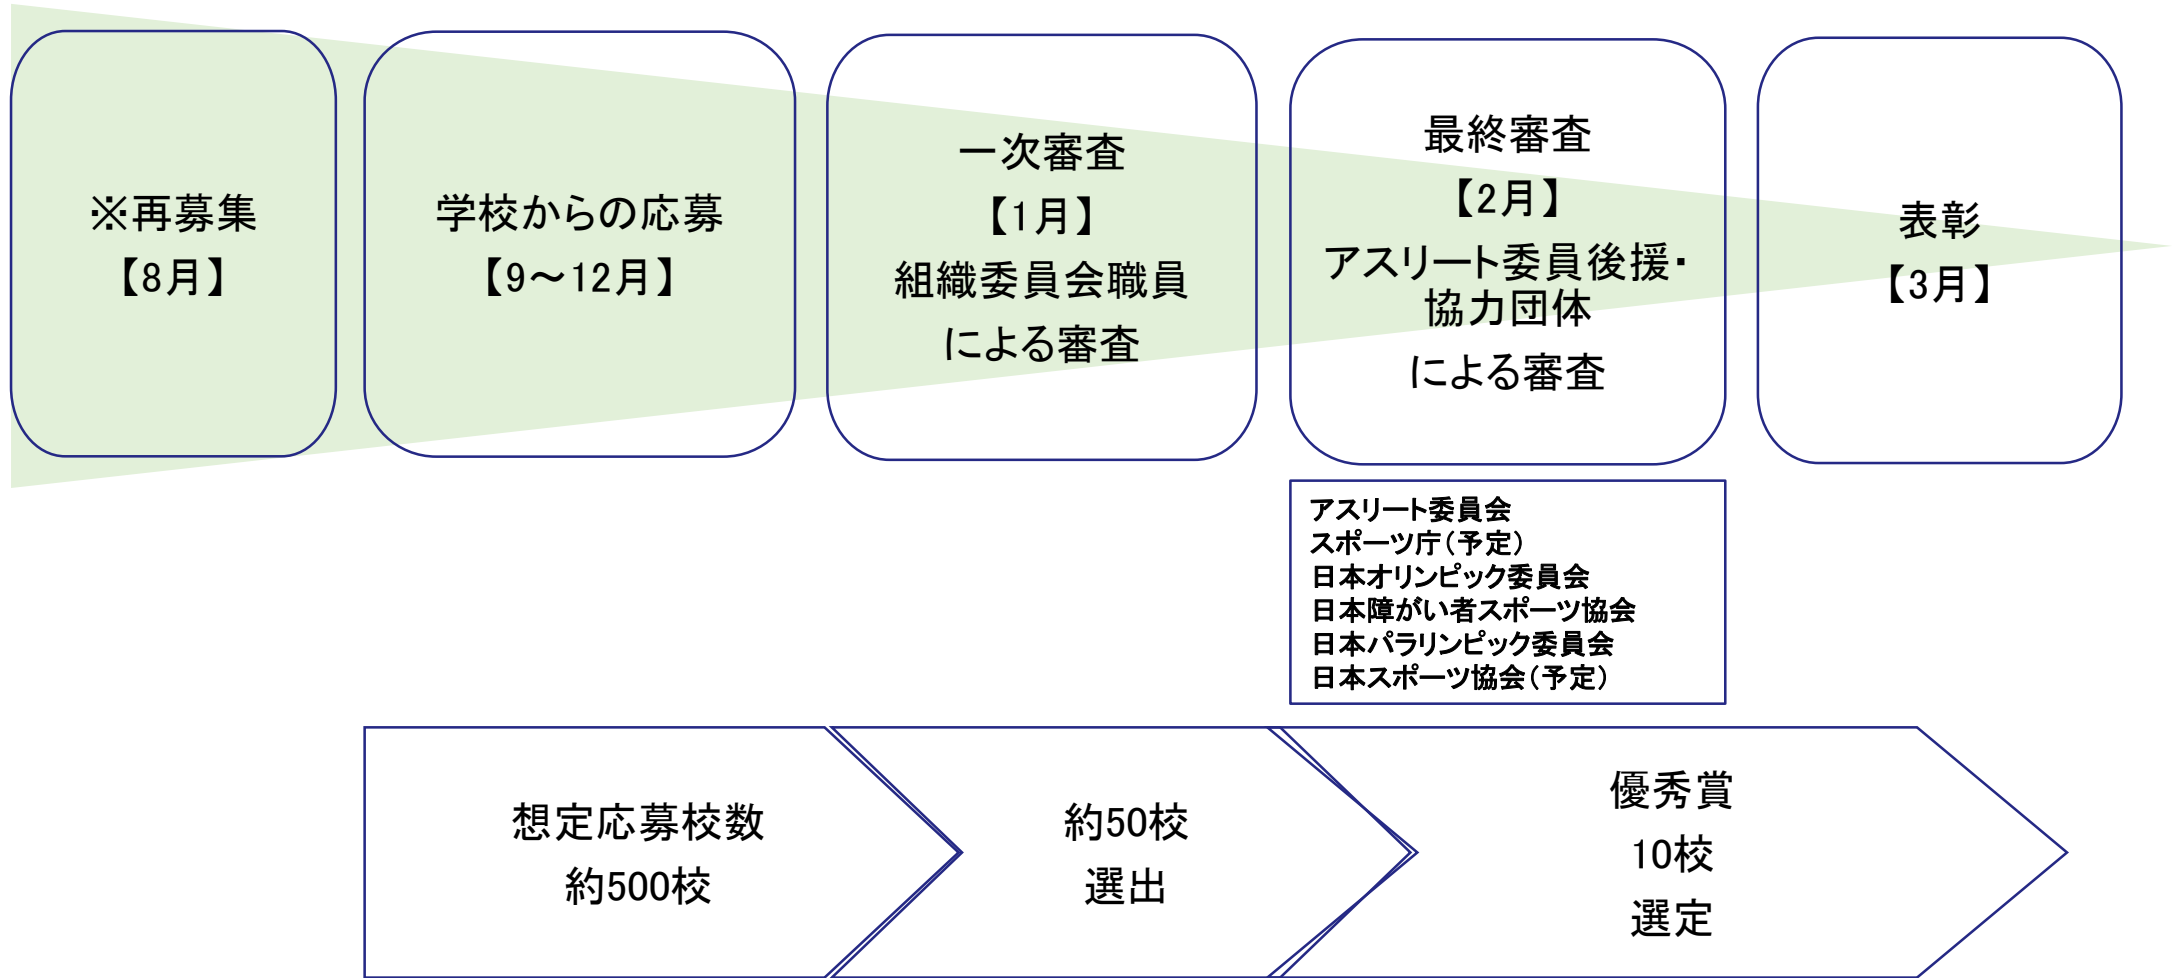 ※再募集
【8月】
学校からの応募
【9～12月】
一次審査
【1月】
組織委員会職員
による審査
最終審査
【2月】
アスリート委員後援・
協力団体
による審査
表彰
【3月】
アスリート委員会
スポーツ庁（予定）
日本オリンピック委員会
日本障がい者スポーツ協会
日本パラリンピック委員会
日本スポーツ協会（予定）
想定応募校数
約500校
約50校
選出
優秀賞
10校
選定